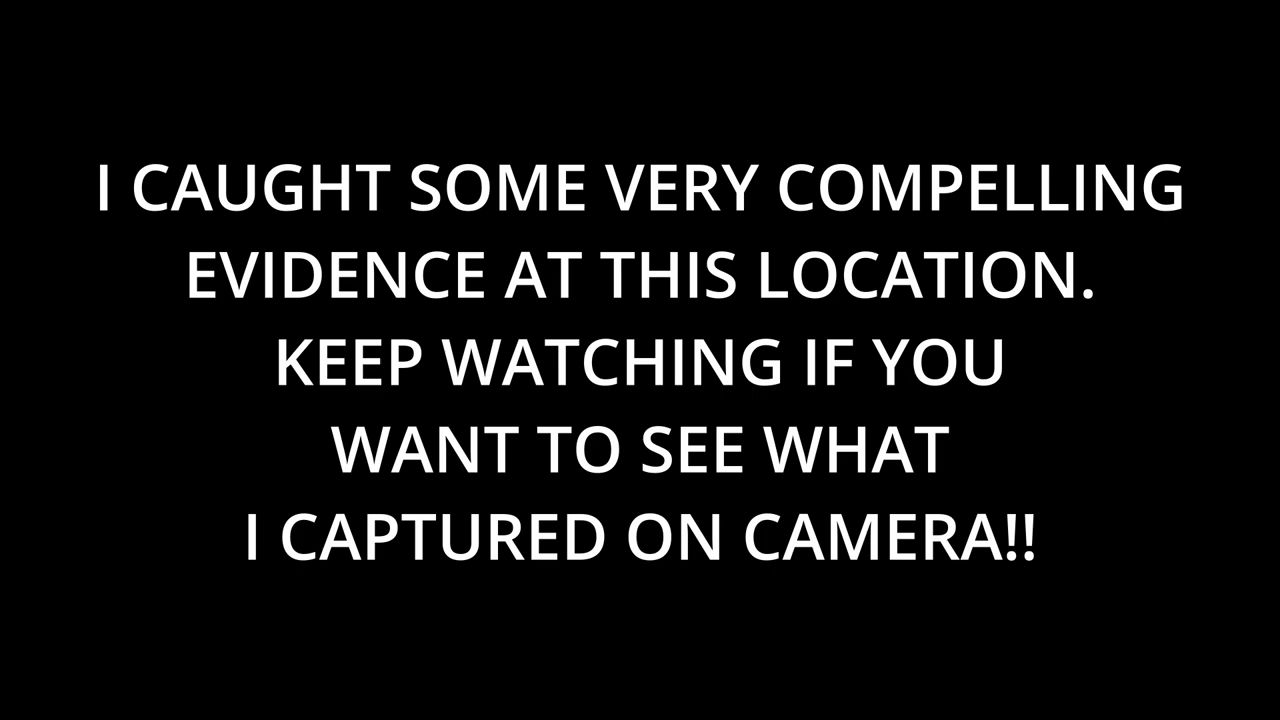 I CAUGHT SOME VERY COMPELLING
EVIDENCE AT THIS LOCATION.
KEEP WATCHING IF YOU
WANT TO SEE WHAT
I CAPTURED ON CAMERA!!